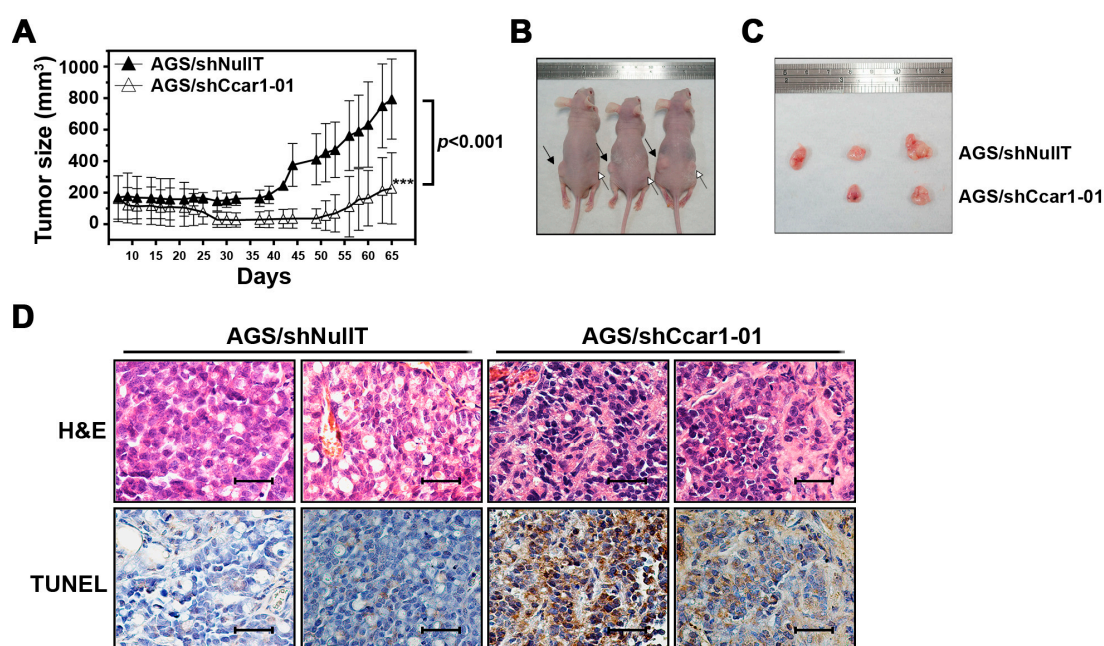 A
B
C
AGS/shNullT
AGS/shCcar1-01
Tumor size (mm3)
1000
800
600
400
200
0
p<0.001
***
10 15 20 25 30 35 40 45 50 55 60 65
Days
AGS/shNullT
AGS/shCcar1-01
D
AGS/shNullT
AGS/shCcar1-01
H&E
TUNEL